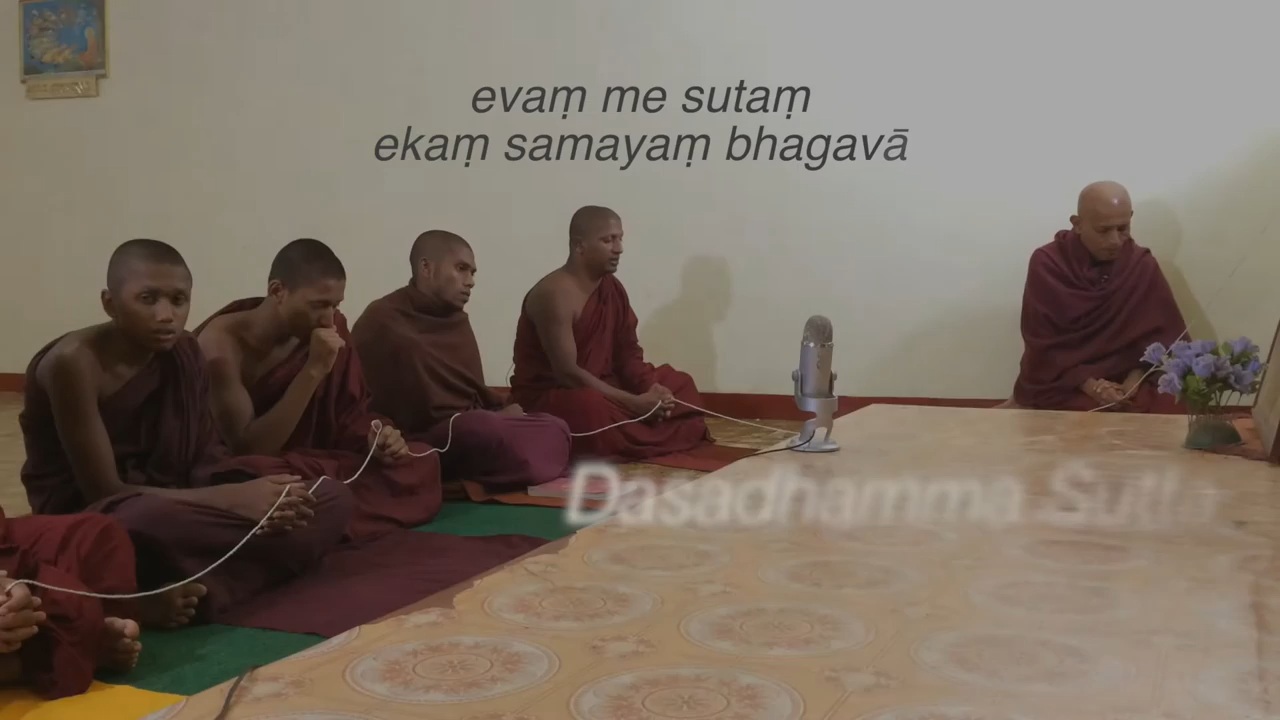 evaṃ me sutaṃ
ekaṃ samayaṃ bhagavā
Dasadhamma Sutta